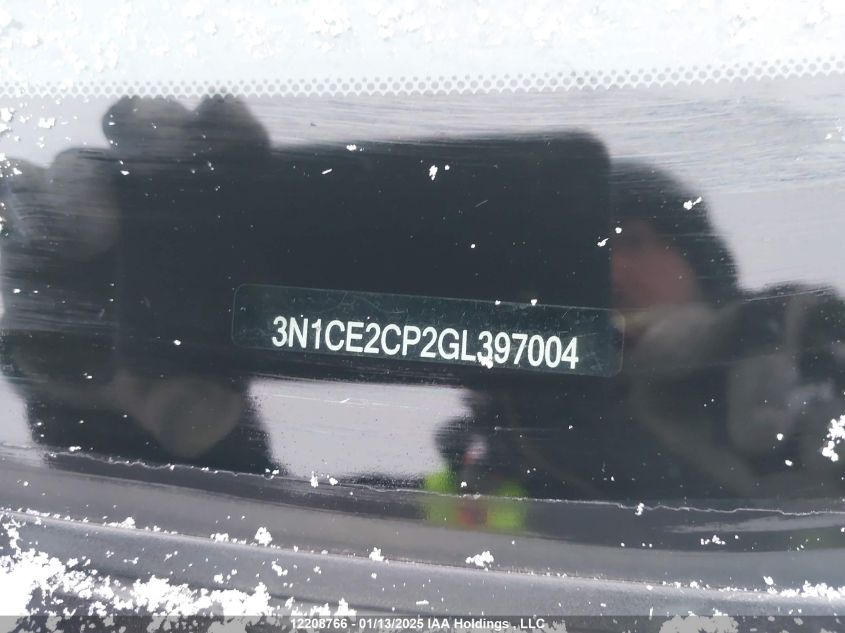 3N1CE2CP2GL397004
12208766 - 01/13/2025 IAA Holdings , LLC